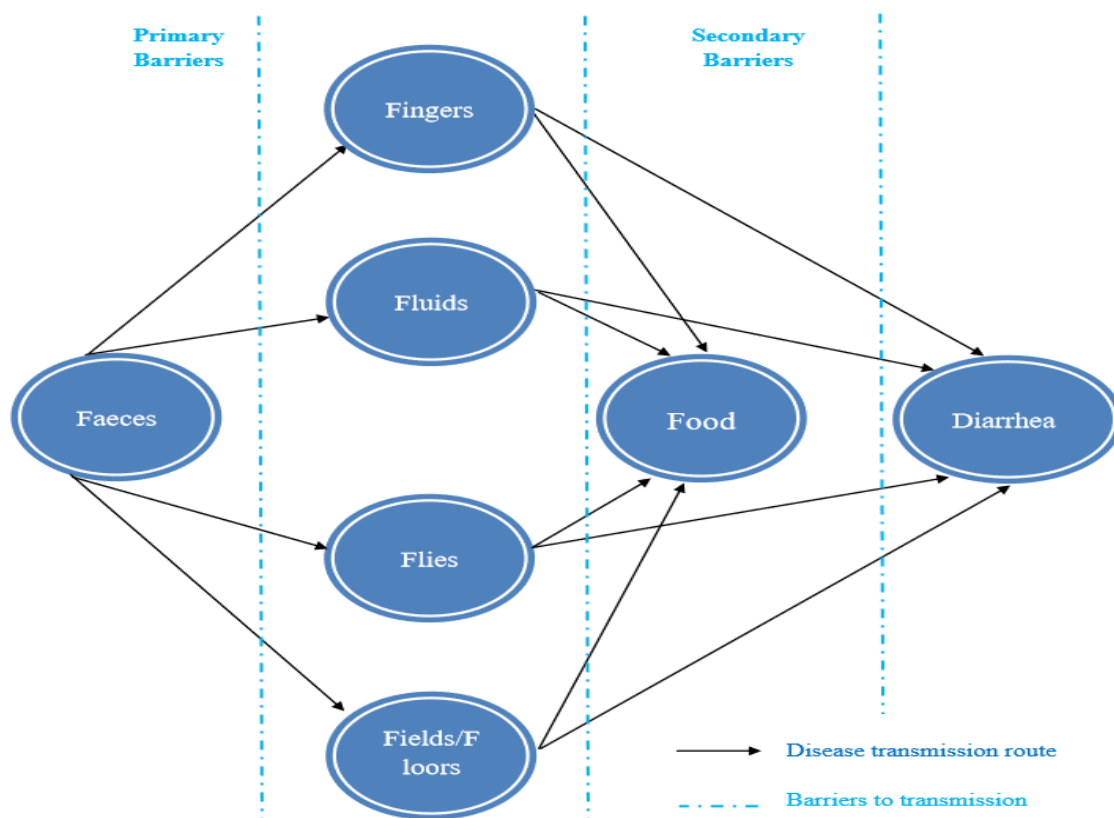 Primary
Barriers
Secondary
Barriers
Fingers
Fluids
Faeces
Food
Diarrhea
Flies
Fields/F
loors
Disease transmission route
Barriers to transmission